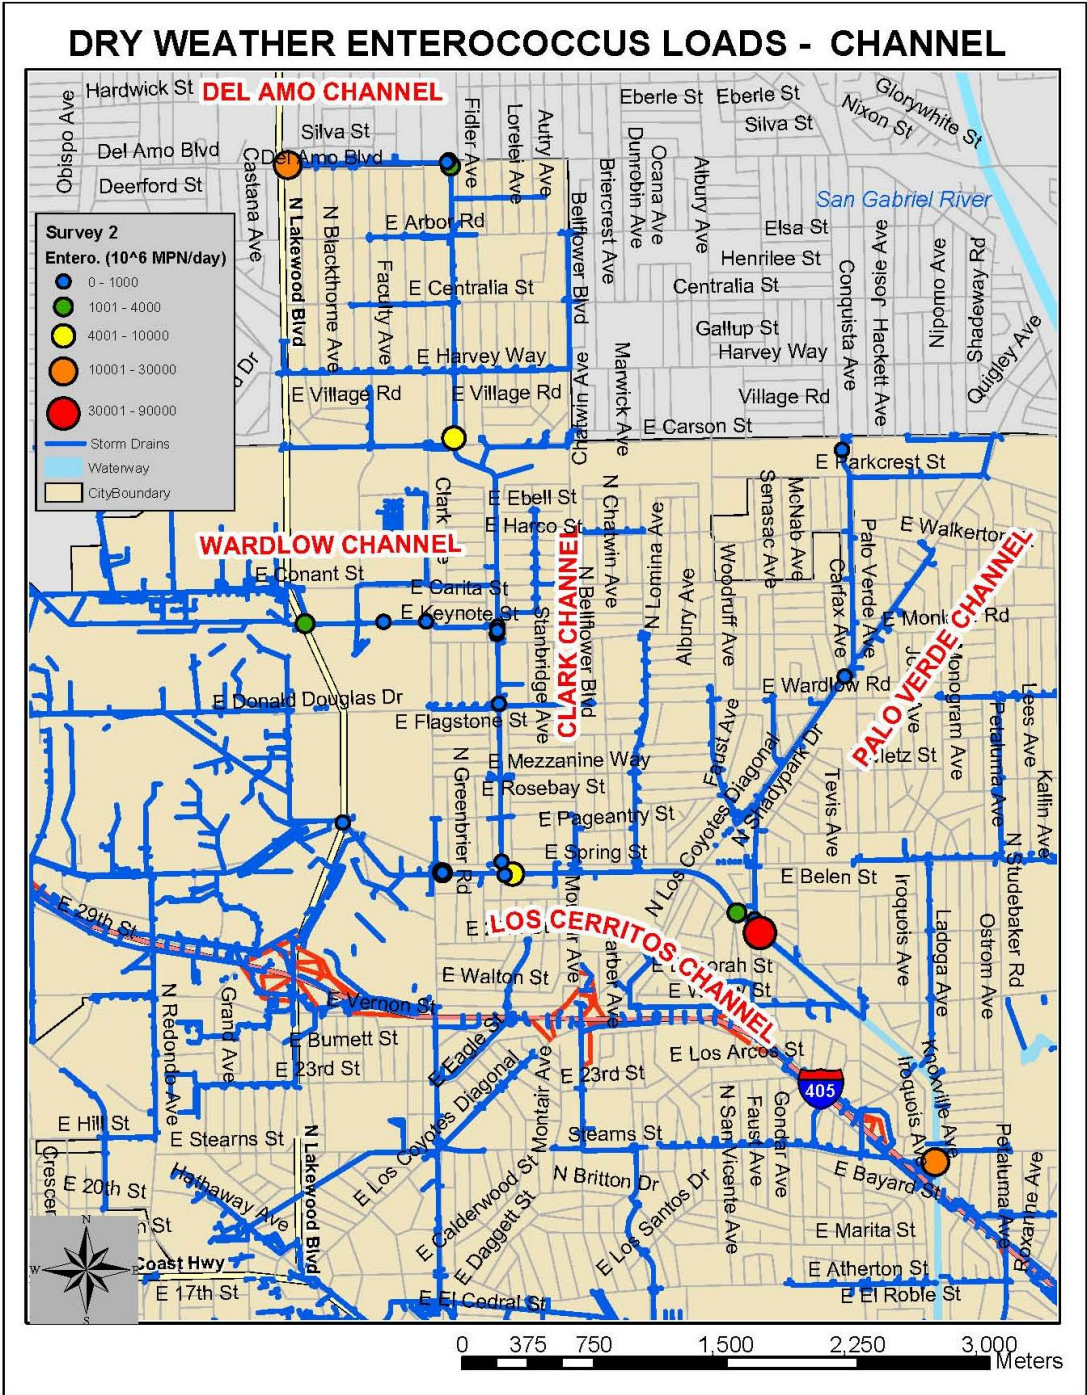 DRY WEATHER ENTEROCOCCUS LOADS - CHANNEL
Hardwick St
DEL AMO CHANNEL
Obispo Ave
Silva St
Del Amo Blvd
Del Amo Blvd
Deerford St
Castana Ave
Fidler Ave
Lorelei Ave
Autry Ave
Eberle St
Eberle St
Silva St
Glorywhite St
Nixon St
Dunrobin Ave
Ocana Ave
Albury Ave
Briercrest Ave
San Gabriel River
N Lakewood Blvd
N Blackthorne Ave
E Arbor Rd
Faculty Ave
Bellflower Blvd
Elsa St
Henrilee St
E Centralia St
Centralia St
Conquista Ave
Josie Ave
Hackett Ave
Nipomo Ave
Shadeway Rd
Quigley Ave
Gallup St
E Harvey Way
Harvey Way
Marwick Ave
Chatwin Ave
E Village Rd
E Village Rd
Village Rd
E Carson St
Survey 2
Entero. (10^6 MPN/day)
0 - 1000
1001 - 4000
4001 - 10000
10001 - 30000
30001 - 90000
Storm Drains
Waterway
CityBoundary
E Parkcrest St
E Ebell St
E Harco St
N Chatwin Ave
N Lomina Ave
Senasac Ave
McNab Ave
WARDLOW CHANNEL
E Conant St
E Carita St
E Keynote St
CLARK CHANNEL
Stanbridge Ave
N Bellflower Blvd
Albury Ave
Woodruff Ave
Carfax Ave
Palo Verde Ave
PALO VERDE CHANNEL
E Wardlow Rd
E Donald Douglas Dr
E Flagstone St
Monogram Ave
Petaluma Ave
Lees Ave
Kallin Ave
E Mezzanine Way
E Rosebay St
E Pageantry St
E Spring St
N Greenbrier Rd
Faust Ave
N Los Coyotes Diagonal
N Shadypark Dr
Tevis Ave
E Belen St
N Studebaker Rd
E 29th St
LOS CERRITOS CHANNEL
E Walton St
Iroquois Ave
Ladoga Ave
Ostrom Ave
N Redondo Ave
Grand Ave
E Vernon St
E Burnett St
E 23rd St
E Eagle St
E Los Coyotes Diagonal
Montair Ave
E 23rd St
E Los Arcos St
405
Knoxville Ave
Iroquois Ave
E Hill St
E Stearns St
Stearns St
N San Vicente Ave
Faust Ave
Gondar Ave
N Lakewood Blvd
E 20th St
Hathaway Ave
E Calderwood St
E Daggett St
N Britton Dr
E Los Santos Dr
E Bayard St
Petaluma Ave
Roxanne Ave
E Marita St
E Atherton St
E El Roble St
Coast Hwy
E 17th St
E El Cedral St
N
W
E
S
0 375 750 1,500 2,250 3,000
Meters